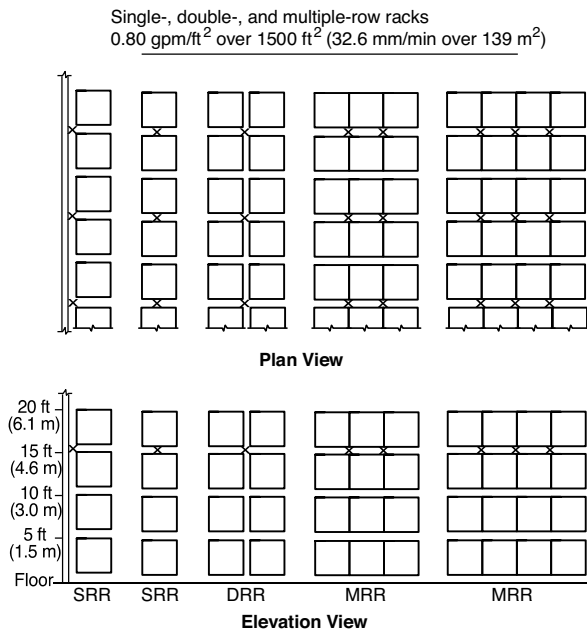 Single-, double-, and multiple-row racks
0.80 gpm/ft² over 1500 ft² (32.6 mm/min over 139 m²)
Plan View
20 ft
(6.1 m)
15 ft
(4.6 m)
10 ft
(3.0 m)
5 ft
(1.5 m)
Floor
SRR SRR DRR MRR MRR
Elevation View